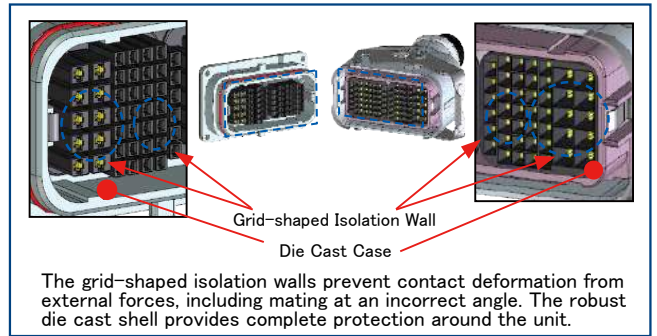 Grid-shaped Isolation Wall
Die Cast Case
The grid-shaped isolation walls prevent contact deformation from
external forces, including mating at an incorrect angle. The robust
die cast shell provides complete protection around the unit.